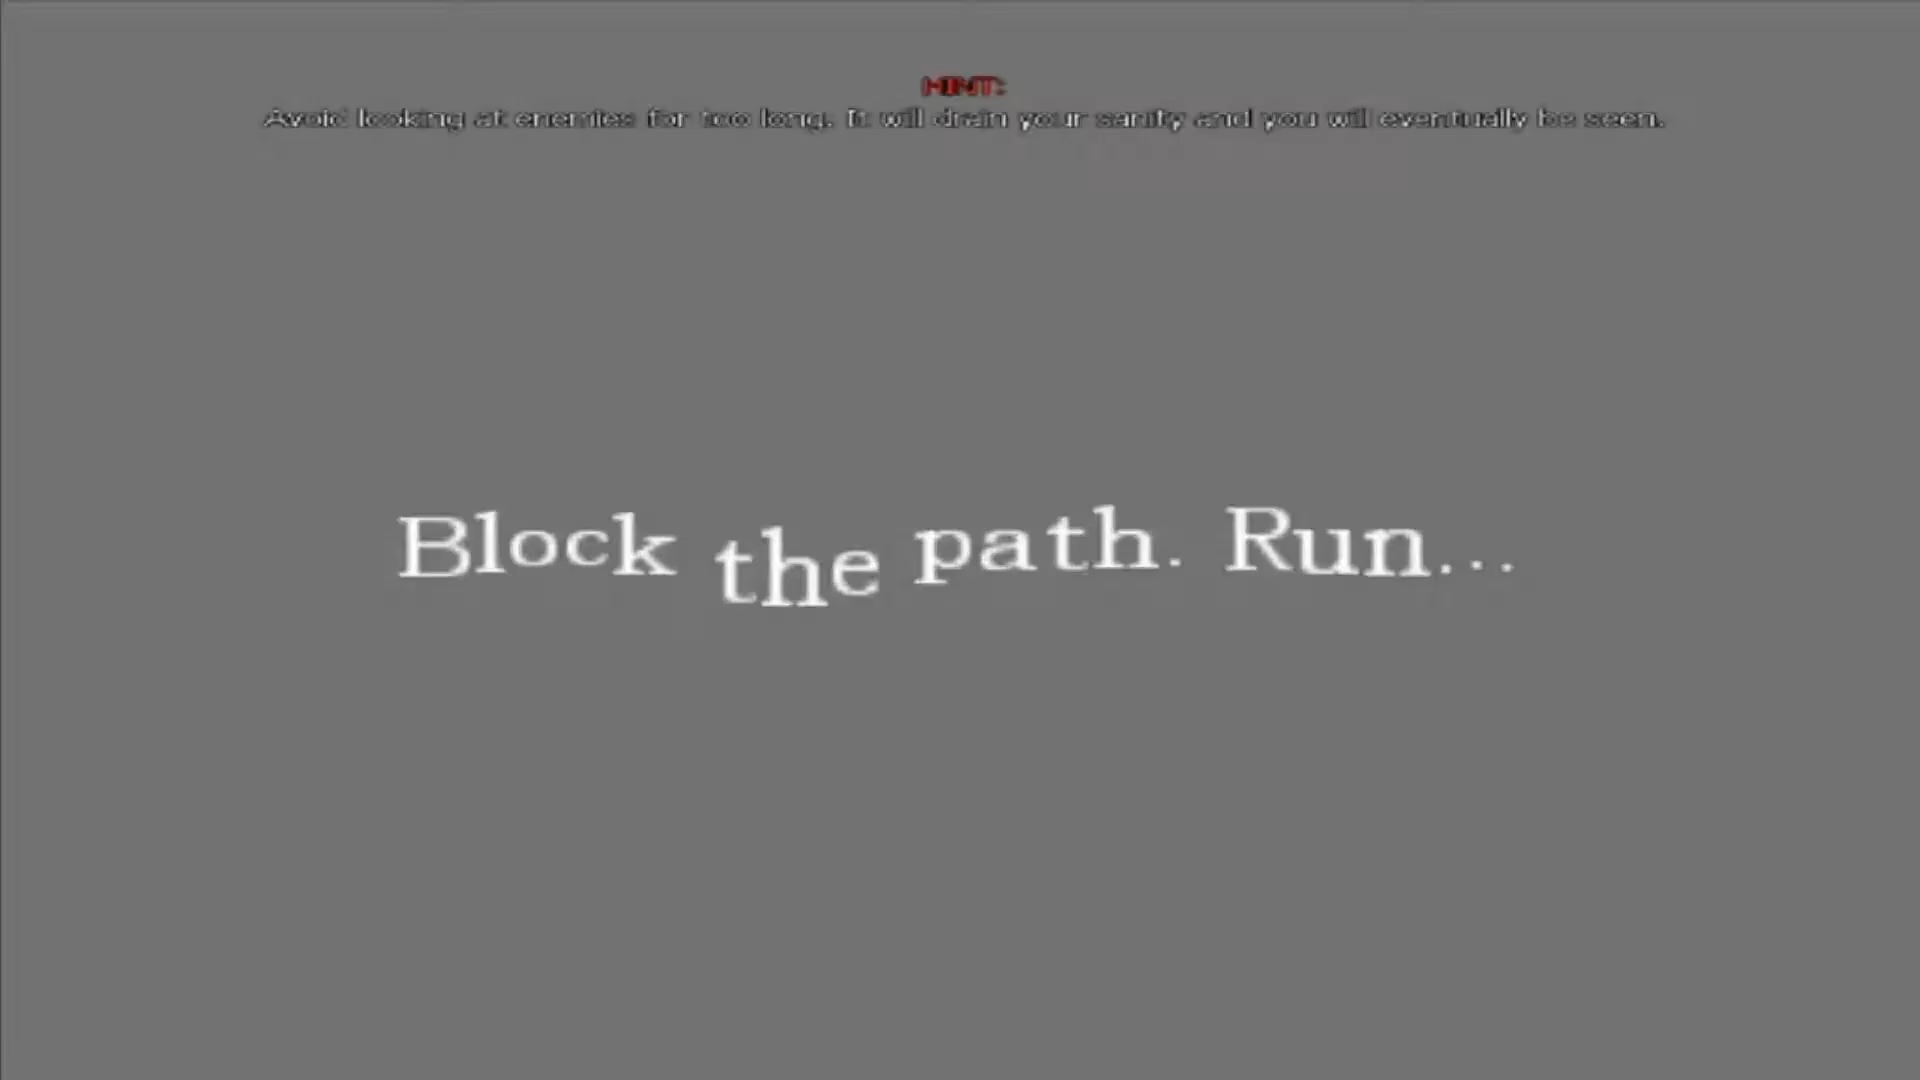 HINT:
Avoid looking at enemies for too long. It will drain your sanity and you will eventually be seen.
Block the path. Run...